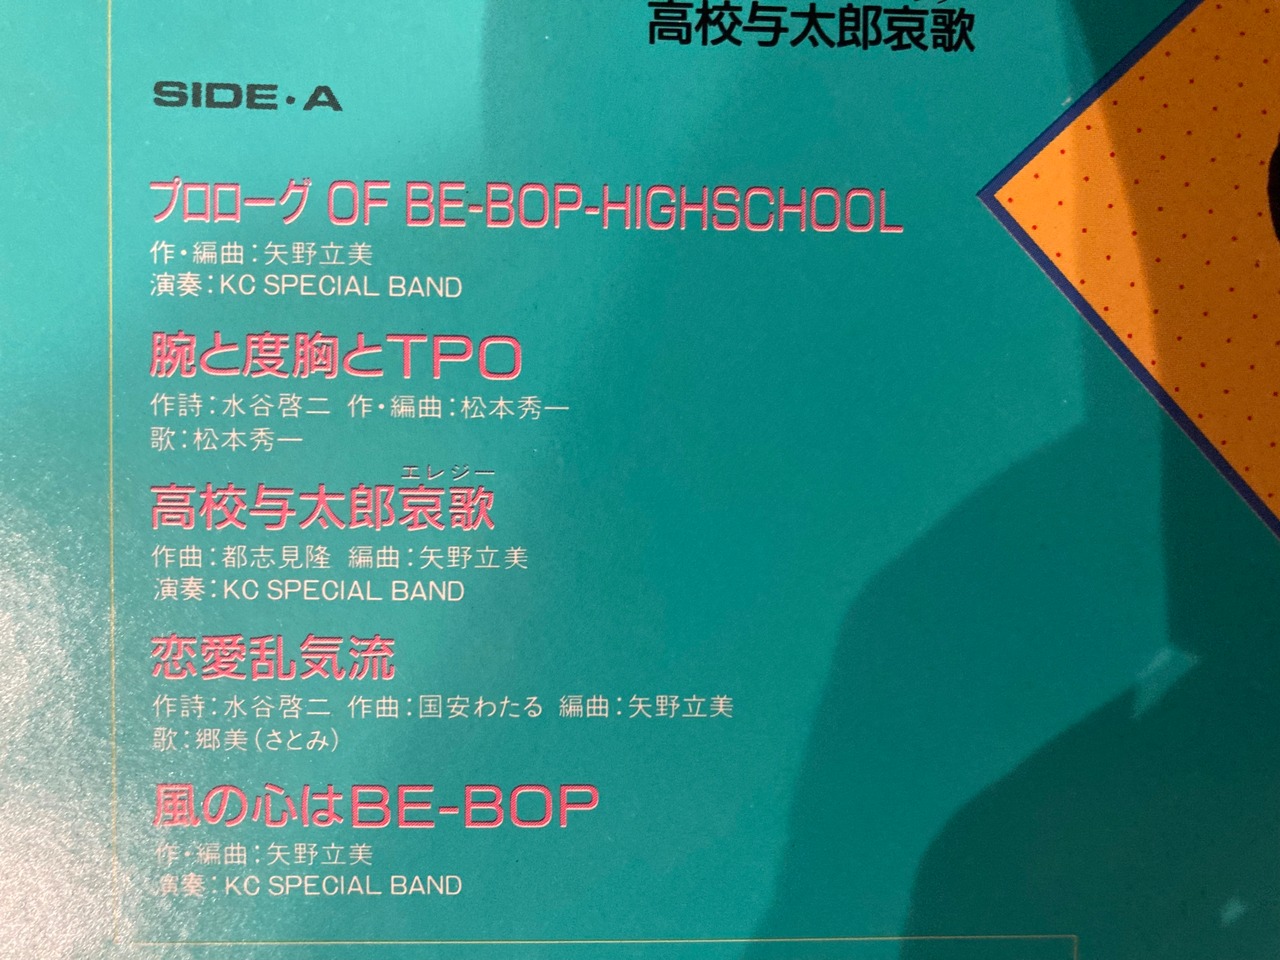 高校与太郎哀歌
SIDE・A
プロローグ OF BE-BOP-HIGHSCHOOL
作・編曲：矢野立美
演奏：KC SPECIAL BAND
腕と度胸とTPO
作詩：水谷啓二 作・編曲：松本秀一
歌：松本秀一
エレジー
高校与太郎哀歌
作曲：都志見隆 編曲：矢野立美
演奏：KC SPECIAL BAND
恋愛乱気流
作詩：水谷啓二 作曲：国安わたる 編曲：矢野立美
歌：郷美（さとみ）
風の心はBE-BOP
作・編曲：矢野立美
演奏：KC SPECIAL BAND